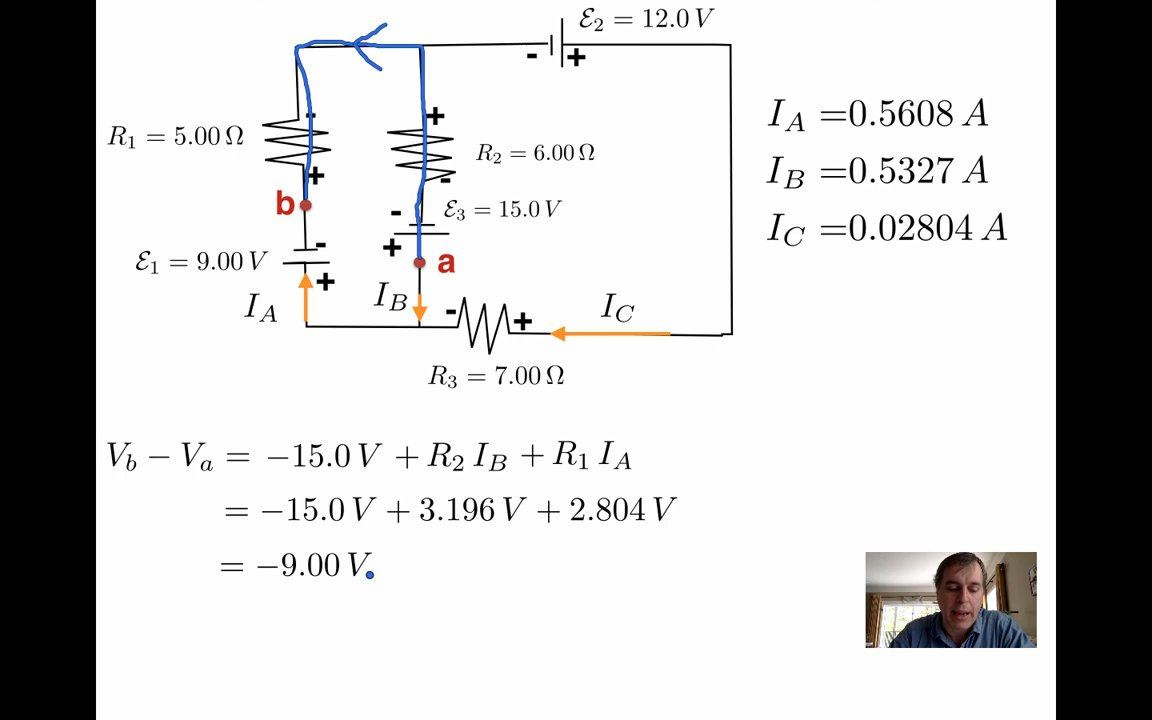 ℰ₂ = 12.0 V
- +
R₁ = 5.00 Ω
-
+
+
-
R₂ = 6.00 Ω
I_A = 0.5608 A
I_B = 0.5327 A
I_C = 0.02804 A
b
ℰ₁ = 9.00 V
-
+
-
+
ℰ₃ = 15.0 V
a
I_A
I_B
- +
I_C
R₃ = 7.00 Ω
V_b − V_a = −15.0 V + R₂ I_B + R₁ I_A
= −15.0 V + 3.196 V + 2.804 V
= −9.00 V